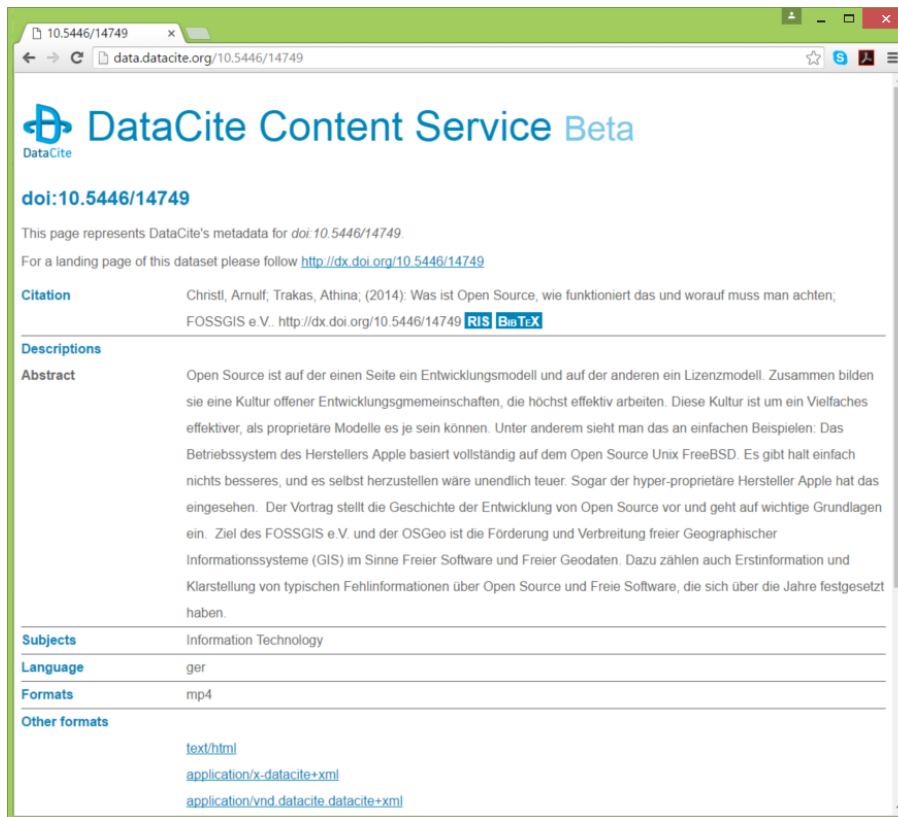 10.5446/14749
data.datacite.org/10.5446/14749
DataCite
DataCite Content Service Beta
doi:10.5446/14749
This page represents DataCite's metadata for doi:10.5446/14749.
For a landing page of this dataset please follow http://dx.doi.org/10.5446/14749
Citation Christl, Arnulf; Trakas, Athina; (2014): Was ist Open Source, wie funktioniert das und worauf muss man achten;
FOSSGIS e.V.. http://dx.doi.org/10.5446/14749 RIS BIBTEX
Descriptions
Abstract Open Source ist auf der einen Seite ein Entwicklungsmodell und auf der anderen ein Lizenzmodell. Zusammen bilden
sie eine Kultur offener Entwicklungsgmemeinschaften, die höchst effektiv arbeiten. Diese Kultur ist um ein Vielfaches
effektiver, als proprietäre Modelle es je sein können. Unter anderem sieht man das an einfachen Beispielen: Das
Betriebssystem des Herstellers Apple basiert vollständig auf dem Open Source Unix FreeBSD. Es gibt halt einfach
nichts besseres, und es selbst herzustellen wäre unendlich teuer. Sogar der hyper-proprietäre Hersteller Apple hat das
eingesehen. Der Vortrag stellt die Geschichte der Entwicklung von Open Source vor und geht auf wichtige Grundlagen
ein. Ziel des FOSSGIS e.V. und der OSGeo ist die Förderung und Verbreitung freier Geographischer
Informationssysteme (GIS) im Sinne Freier Software und Freier Geodaten. Dazu zählen auch Erstinformation und
Klarstellung von typischen Fehlinformationen über Open Source und Freie Software, die sich über die Jahre festgesetzt
haben.
Subjects Information Technology
Language ger
Formats mp4
Other formats
text/html
application/x-datacite+xml
application/vnd.datacite.datacite+xml